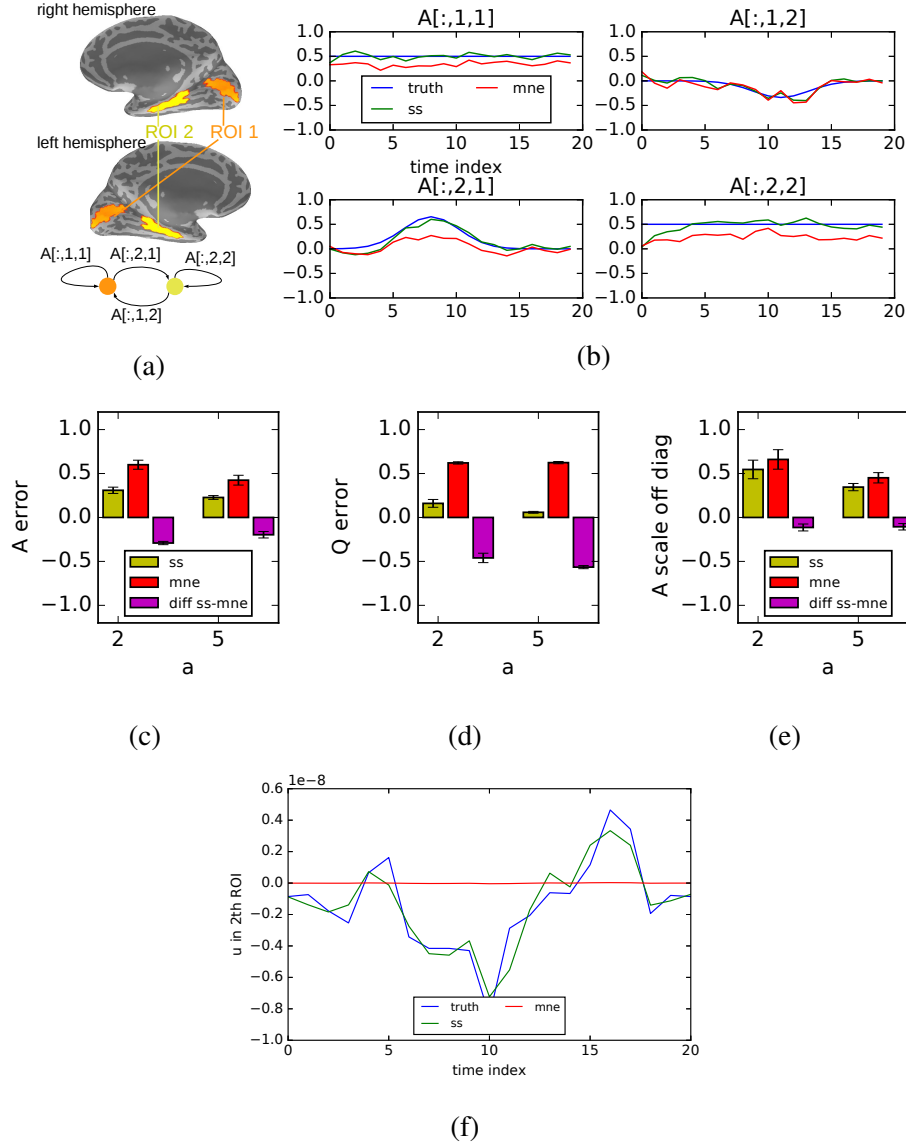 right hemisphere
ROI 2 ROI 1
left hemisphere
A[:,1,1] A[:,2,1] A[:,2,2]
A[:,1,2]
(a)
A[:,1,1]
1.0
0.5
0.0
−0.5
−1.0
truth mne
ss
0 5 10 15 20
time index
A[:,1,2]
1.0
0.5
0.0
−0.5
−1.0
0 5 10 15 20
A[:,2,1]
1.0
0.5
0.0
−0.5
−1.0
0 5 10 15 20
A[:,2,2]
1.0
0.5
0.0
−0.5
−1.0
0 5 10 15 20
(b)
A error
1.0
0.5
0.0
−0.5
−1.0
ss
mne
diff ss-mne
2 5
a
(c)
Q error
1.0
0.5
0.0
−0.5
−1.0
2 5
a
(d)
A scale off diag
1.0
0.5
0.0
−0.5
−1.0
ss
mne
diff ss-mne
2 5
a
(e)
1e−8
u in 2th ROI
0.6
0.4
0.2
0.0
−0.2
−0.4
−0.6
−0.8
−1.0
truth mne
ss
0 5 10 15 20
time index
(f)